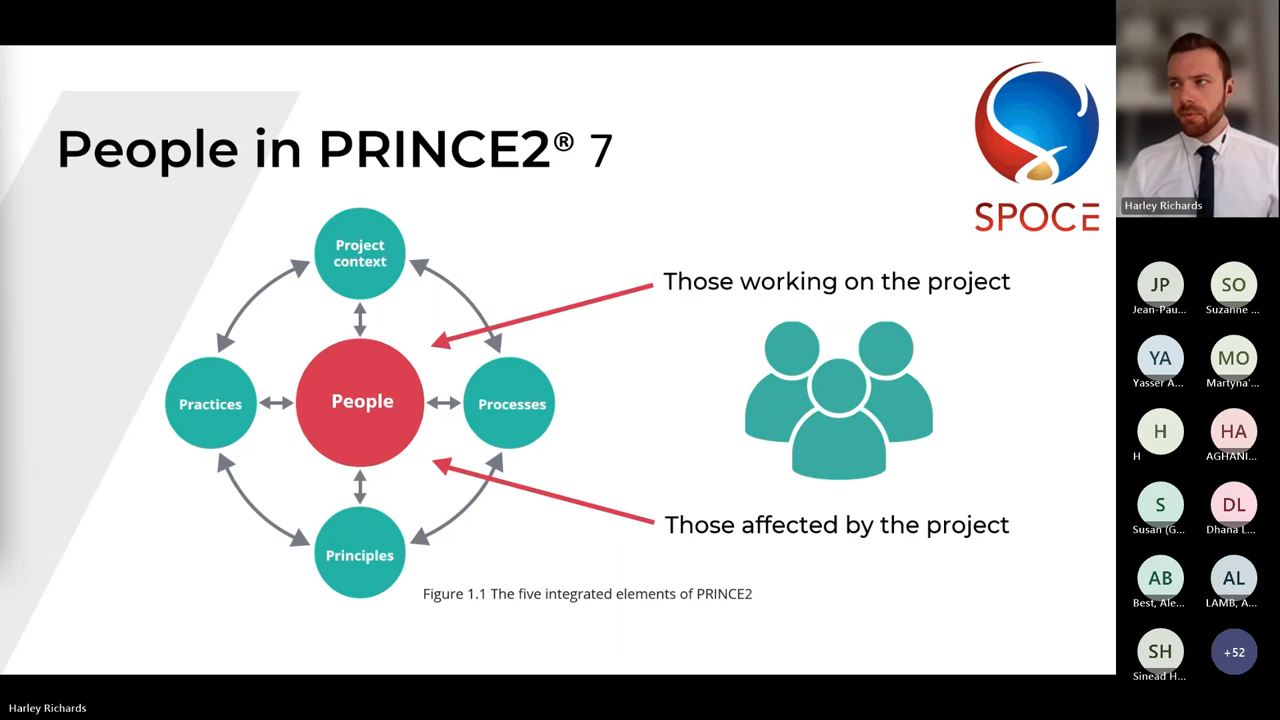 People in PRINCE2® 7
SPOCE
Project
context
Practices
People
Processes
Principles
Those working on the project
Those affected by the project
Figure 1.1 The five integrated elements of PRINCE2
Harley Richards
JP
Jean-Pau...
SO
Suzanne ...
YA
Yasser A...
MO
Martyna'...
H
H
HA
AGHANI...
S
Susan (G...
DL
Dhana L...
AB
Best, Ale...
AL
LAMB, A...
SH
Sinead H...
+52
Harley Richards